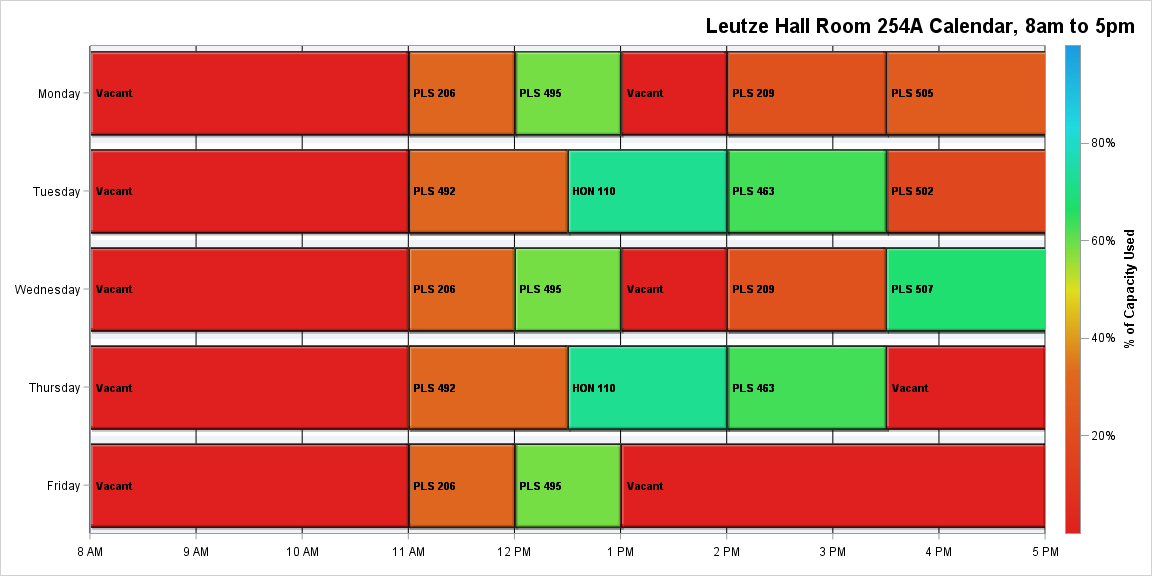 Leutze Hall Room 254A Calendar, 8am to 5pm
Monday
Vacant
PLS 206
PLS 495
Vacant
PLS 209
PLS 505
Tuesday
Vacant
PLS 492
HON 110
PLS 463
PLS 502
Wednesday
Vacant
PLS 206
PLS 495
Vacant
PLS 209
PLS 507
Thursday
Vacant
PLS 492
HON 110
PLS 463
Vacant
Friday
Vacant
PLS 206
PLS 495
Vacant
8 AM
9 AM
10 AM
11 AM
12 PM
1 PM
2 PM
3 PM
4 PM
5 PM
80%
60%
40%
20%
% of Capacity Used